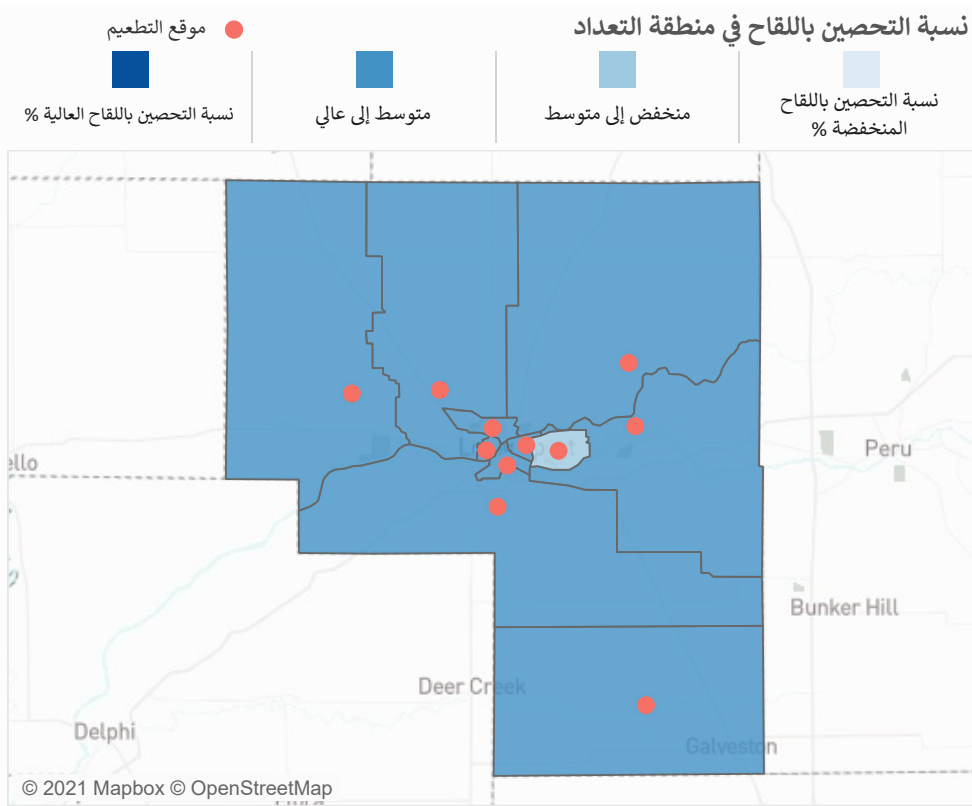 نسبة التحصين باللقاح في منطقة التعداد
موقع التطعيم
نسبة التحصين باللقاح
المنخفضة %
منخفض إلى متوسط
متوسط إلى عالي
نسبة التحصين باللقاح العالية %
Peru
Bunker Hill
Deer Creek
Delphi
Galveston
© 2021 Mapbox © OpenStreetMap